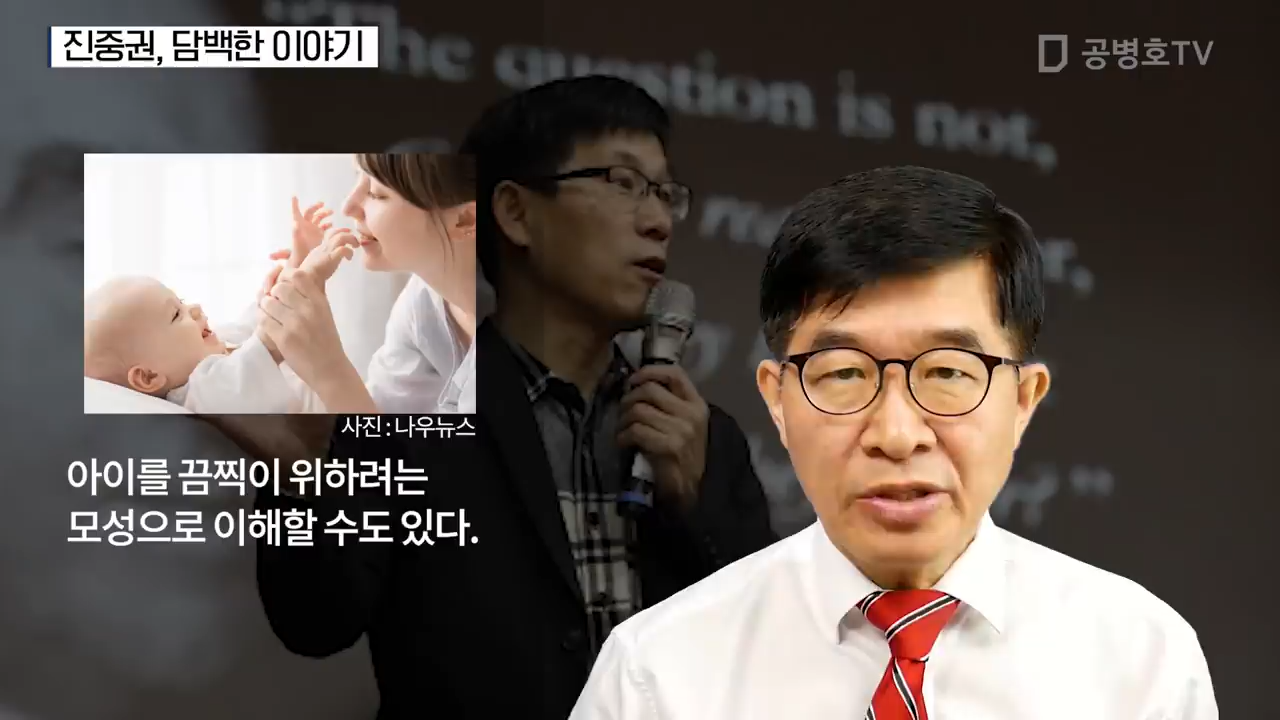 진중권, 담백한 이야기
공병호TV
The question is not,
사진 : 나우뉴스
아이를 끔찍이 위하려는
모성으로 이해할 수도 있다.